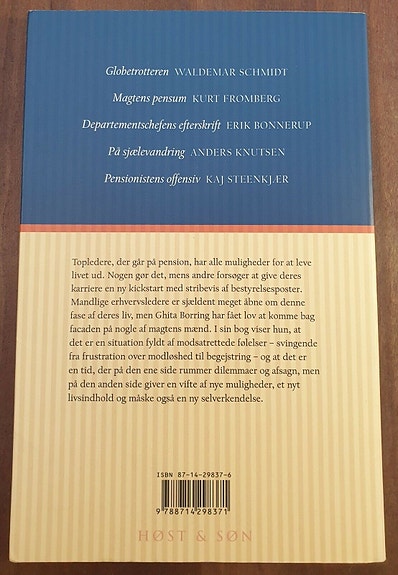 Globetrotteren WALDEMAR SCHMIDT
Magtens pensum KURT FROMBERG
Departementschefens efterskrift ERIK BONNERUP
På sjælevandring ANDERS KNUTSEN
Pensionistens offensiv KAJ STEENKJÆR
Topledere, der går på pension, har alle muligheder for at leve
livet ud. Nogen gør det, mens andre forsøger at give deres
karriere en ny kickstart med stribevis af bestyrelsesposter.
Mandlige erhvervsledere er sjældent meget åbne om denne
fase af deres liv, men Ghita Borring har fået lov at komme bag
facaden på nogle af magtens mænd. I sin bog viser hun, at
det er en situation fyldt af modsatrettede følelser – svingende
fra frustration over modløshed til begejstring – og at det er
en tid, der på den ene side rummer dilemmaer og afsagn, men
på den anden side giver en vifte af nye muligheder, et nyt
livsindhold og måske også en ny selverkendelse.
ISBN 87-14-29837-6
9 788714 298371
HØST & SØN